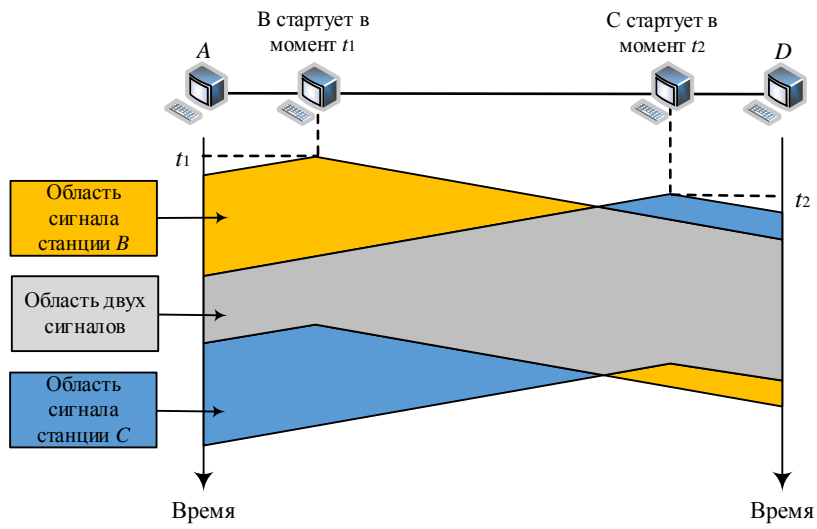 В стартует в
момент t1
С стартует в
момент t2
A
D
t1
t2
Область
сигнала
станции B
Область двух
сигналов
Область
сигнала
станции C
Время
Время